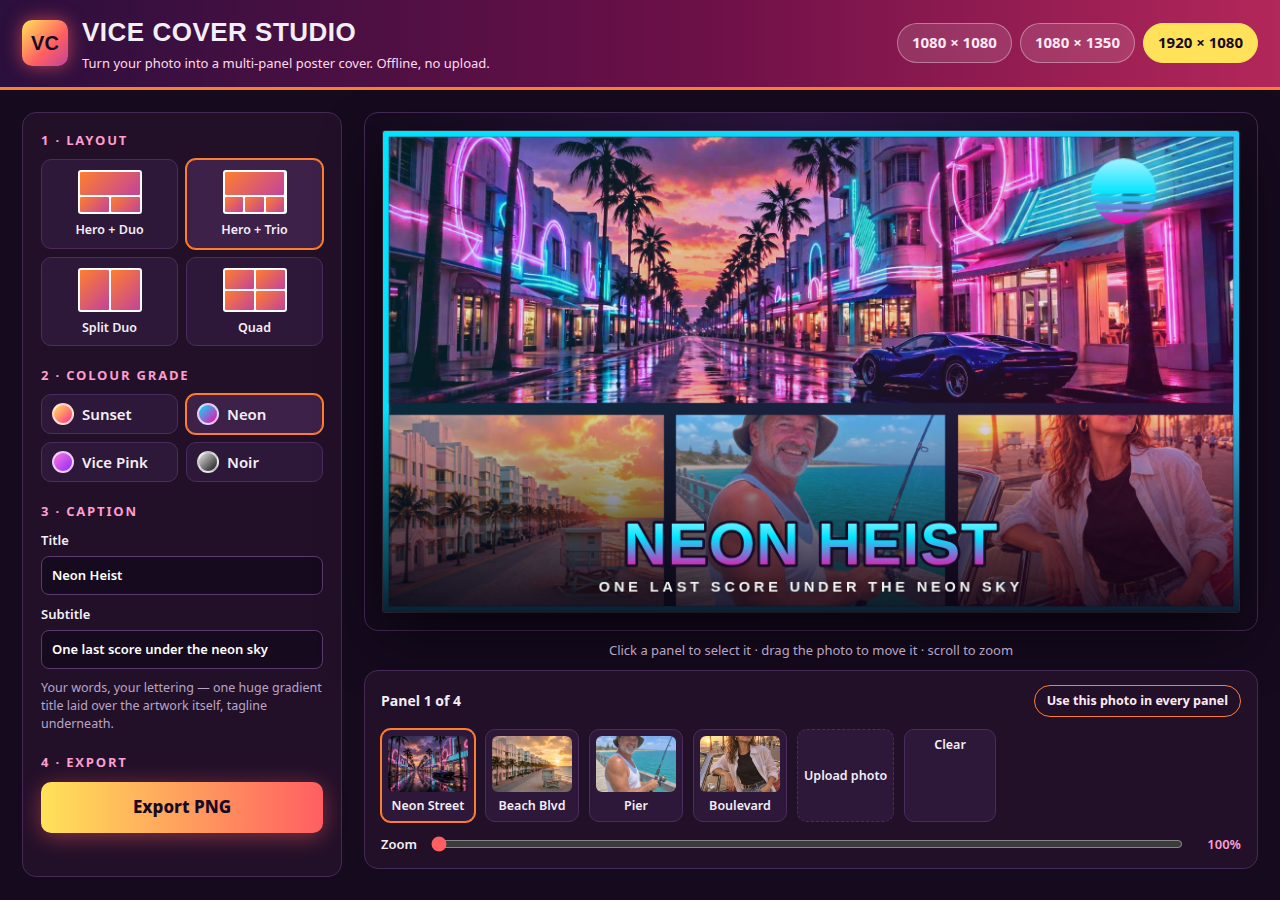 VC
VICE COVER STUDIO
Turn your photo into a multi-panel poster cover. Offline, no upload.
1080 × 1080
1080 × 1350
1920 × 1080
1 · LAYOUT
Hero + Duo
Hero + Trio
Split Duo
Quad
2 · COLOUR GRADE
Sunset
Neon
Vice Pink
Noir
3 · CAPTION
Title
Neon Heist
Subtitle
One last score under the neon sky
Your words, your lettering — one huge gradient
title laid over the artwork itself, tagline
underneath.
4 · EXPORT
Export PNG
NEON HEIST
ONE LAST SCORE UNDER THE NEON SKY
Click a panel to select it · drag the photo to move it · scroll to zoom
Panel 1 of 4
Use this photo in every panel
Neon Street
Beach Blvd
Pier
Boulevard
Upload photo
Clear
Zoom
100%